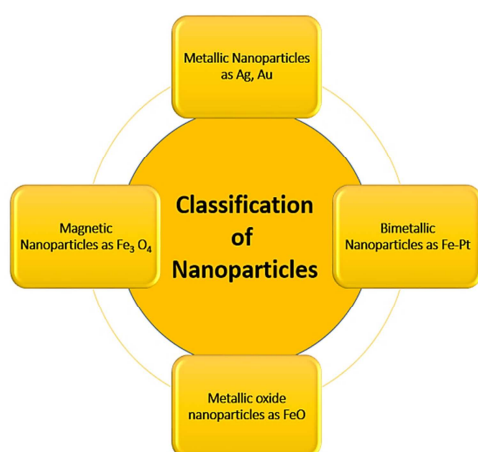 Metallic Nanoparticles
as Ag, Au
Classification
of
Nanoparticles
Magnetic
Nanoparticles as Fe₃ O₄
Bimetallic
Nanoparticles as Fe-Pt
Metallic oxide
nanoparticles as FeO